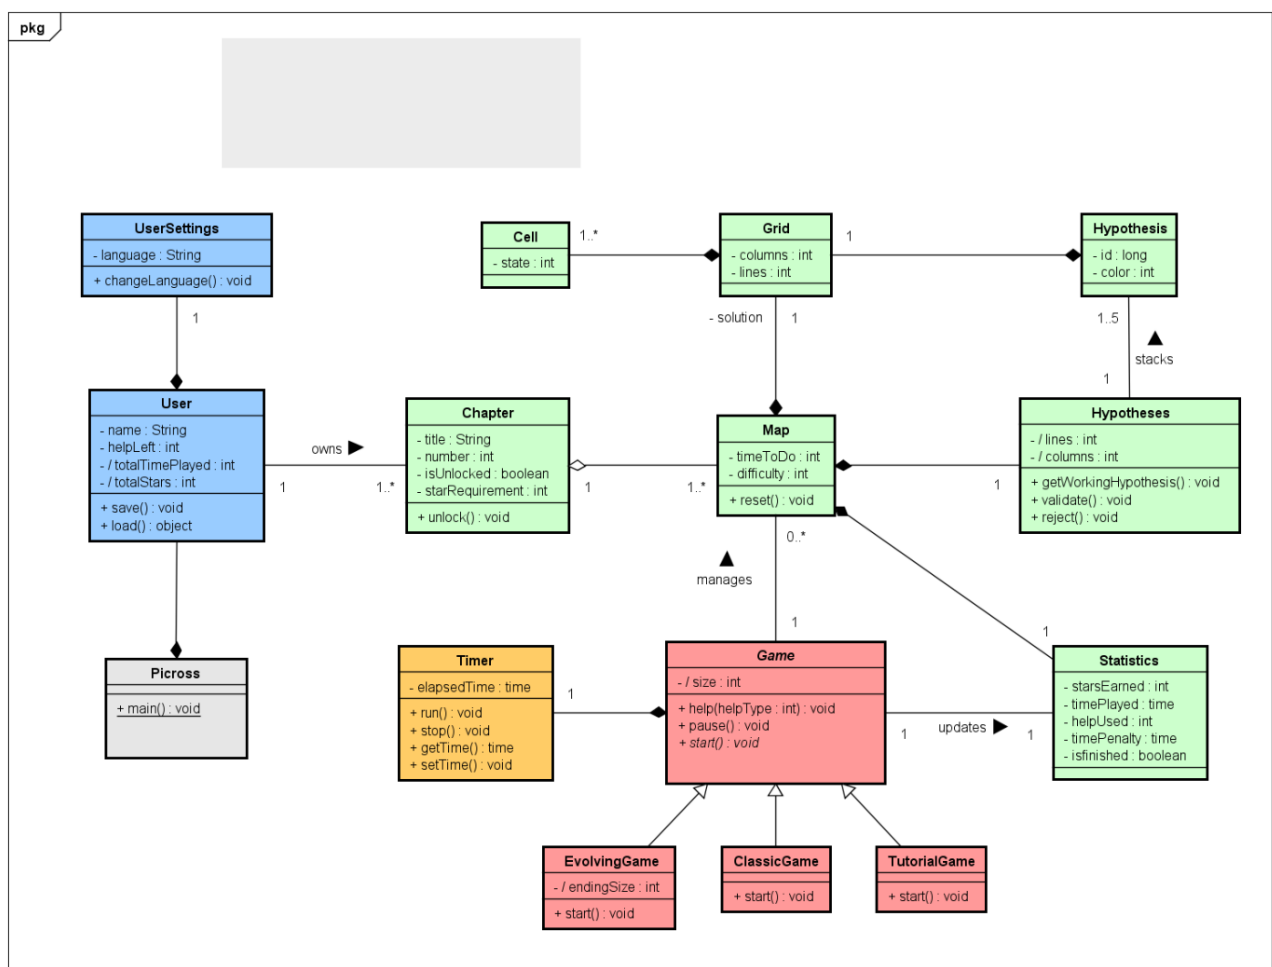 pkg
UserSettings
- language : String
+ changeLanguage() : void
Cell
- state : int
1..*
Grid
- columns : int
- lines : int
1
Hypothesis
- id : long
- color : int
1
- solution
1
1..5
stacks
1
User
- name : String
- helpLeft : int
- / totalTimePlayed : int
- / totalStars : int
+ save() : void
+ load() : object
owns
1
1..*
Chapter
- title : String
- number : int
- isUnlocked : boolean
- starRequirement : int
+ unlock() : void
1
1..*
Map
- timeToDo : int
- difficulty : int
+ reset() : void
1
Hypotheses
- / lines : int
- / columns : int
+ getWorkingHypothesis() : void
+ validate() : void
+ reject() : void
0..*
manages
1
1
Picross
+ main() : void
Timer
- elapsedTime : time
+ run() : void
+ stop() : void
+ getTime() : time
+ setTime() : void
1
Game
- / size : int
+ help(helpType : int) : void
+ pause() : void
+ start() : void
1
updates
1
Statistics
- starsEarned : int
- timePlayed : time
- helpUsed : int
- timePenalty : time
- isfinished : boolean
EvolvingGame
- / endingSize : int
+ start() : void
ClassicGame
+ start() : void
TutorialGame
+ start() : void